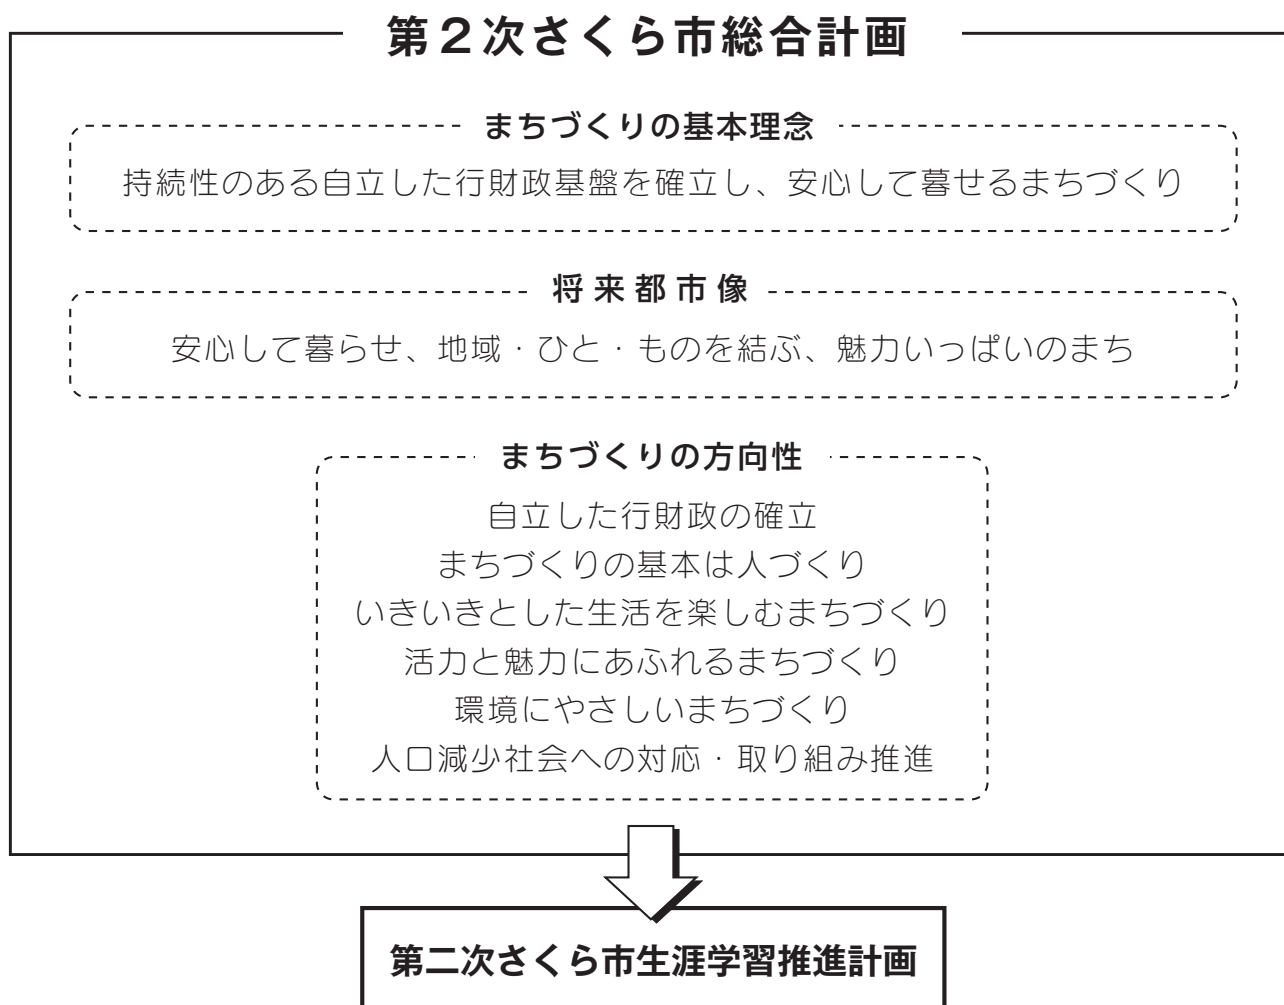 第２次さくら市総合計画
まちづくりの基本理念
持続性のある自立した行財政基盤を確立し、安心して暮せるまちづくり
将来都市像
安心して暮らせ、地域・ひと・ものを結ぶ、魅力いっぱいのまち
まちづくりの方向性
自立した行財政の確立
まちづくりの基本は人づくり
いきいきとした生活を楽しむまちづくり
活力と魅力にあふれるまちづくり
環境にやさしいまちづくり
人口減少社会への対応・取り組み推進
第二次さくら市生涯学習推進計画